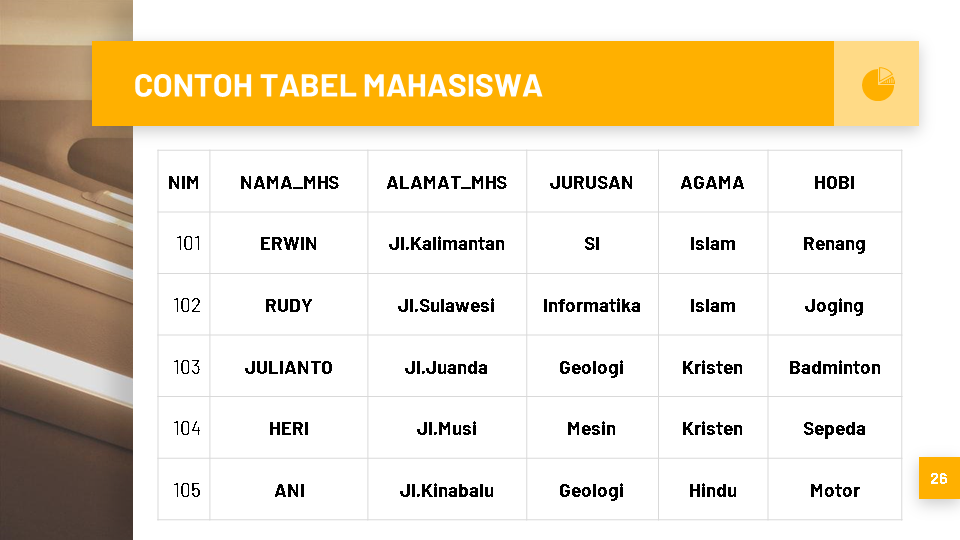 CONTOH TABEL MAHASISWA
NIM NAMA_MHS ALAMAT_MHS JURUSAN AGAMA HOBI
101 ERWIN Jl.Kalimantan SI Islam Renang
102 RUDY Jl.Sulawesi Informatika Islam Joging
103 JULIANTO Jl.Juanda Geologi Kristen Badminton
104 HERI Jl.Musi Mesin Kristen Sepeda
105 ANI Jl.Kinabalu Geologi Hindu Motor
26